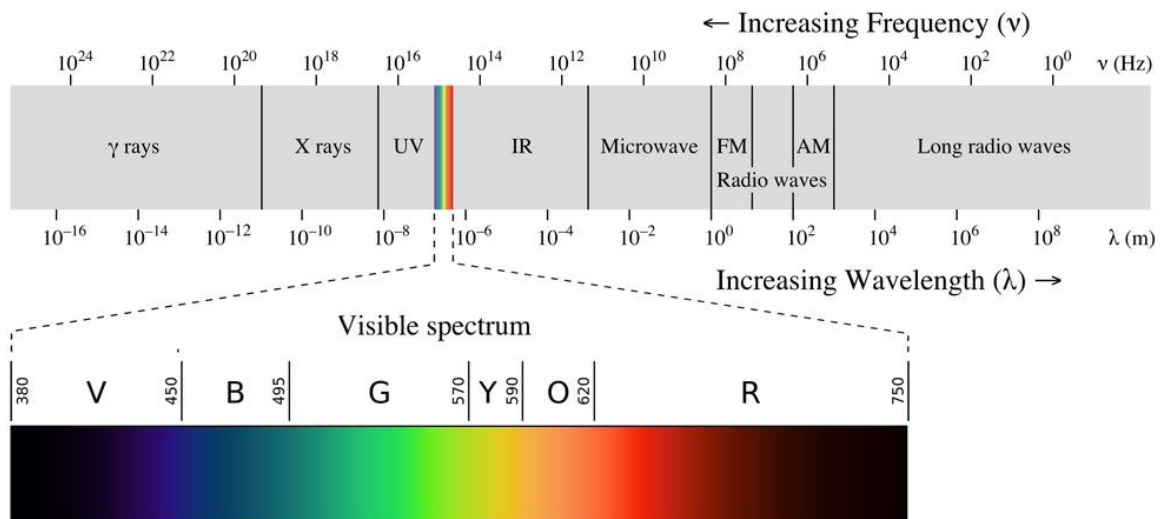 ← Increasing Frequency (ν)
10²⁴ 10²² 10²⁰ 10¹⁸ 10¹⁶ 10¹⁴ 10¹² 10¹⁰ 10⁸ 10⁶ 10⁴ 10² 10⁰ ν (Hz)
γ rays X rays UV IR Microwave FM AM Long radio waves
Radio waves
10⁻¹⁶ 10⁻¹⁴ 10⁻¹² 10⁻¹⁰ 10⁻⁸ 10⁻⁶ 10⁻⁴ 10⁻² 10⁰ 10² 10⁴ 10⁶ 10⁸ λ (m)
Increasing Wavelength (λ) →
Visible spectrum
380 V 450 B 495 G 570 Y 590 O 620 R 750